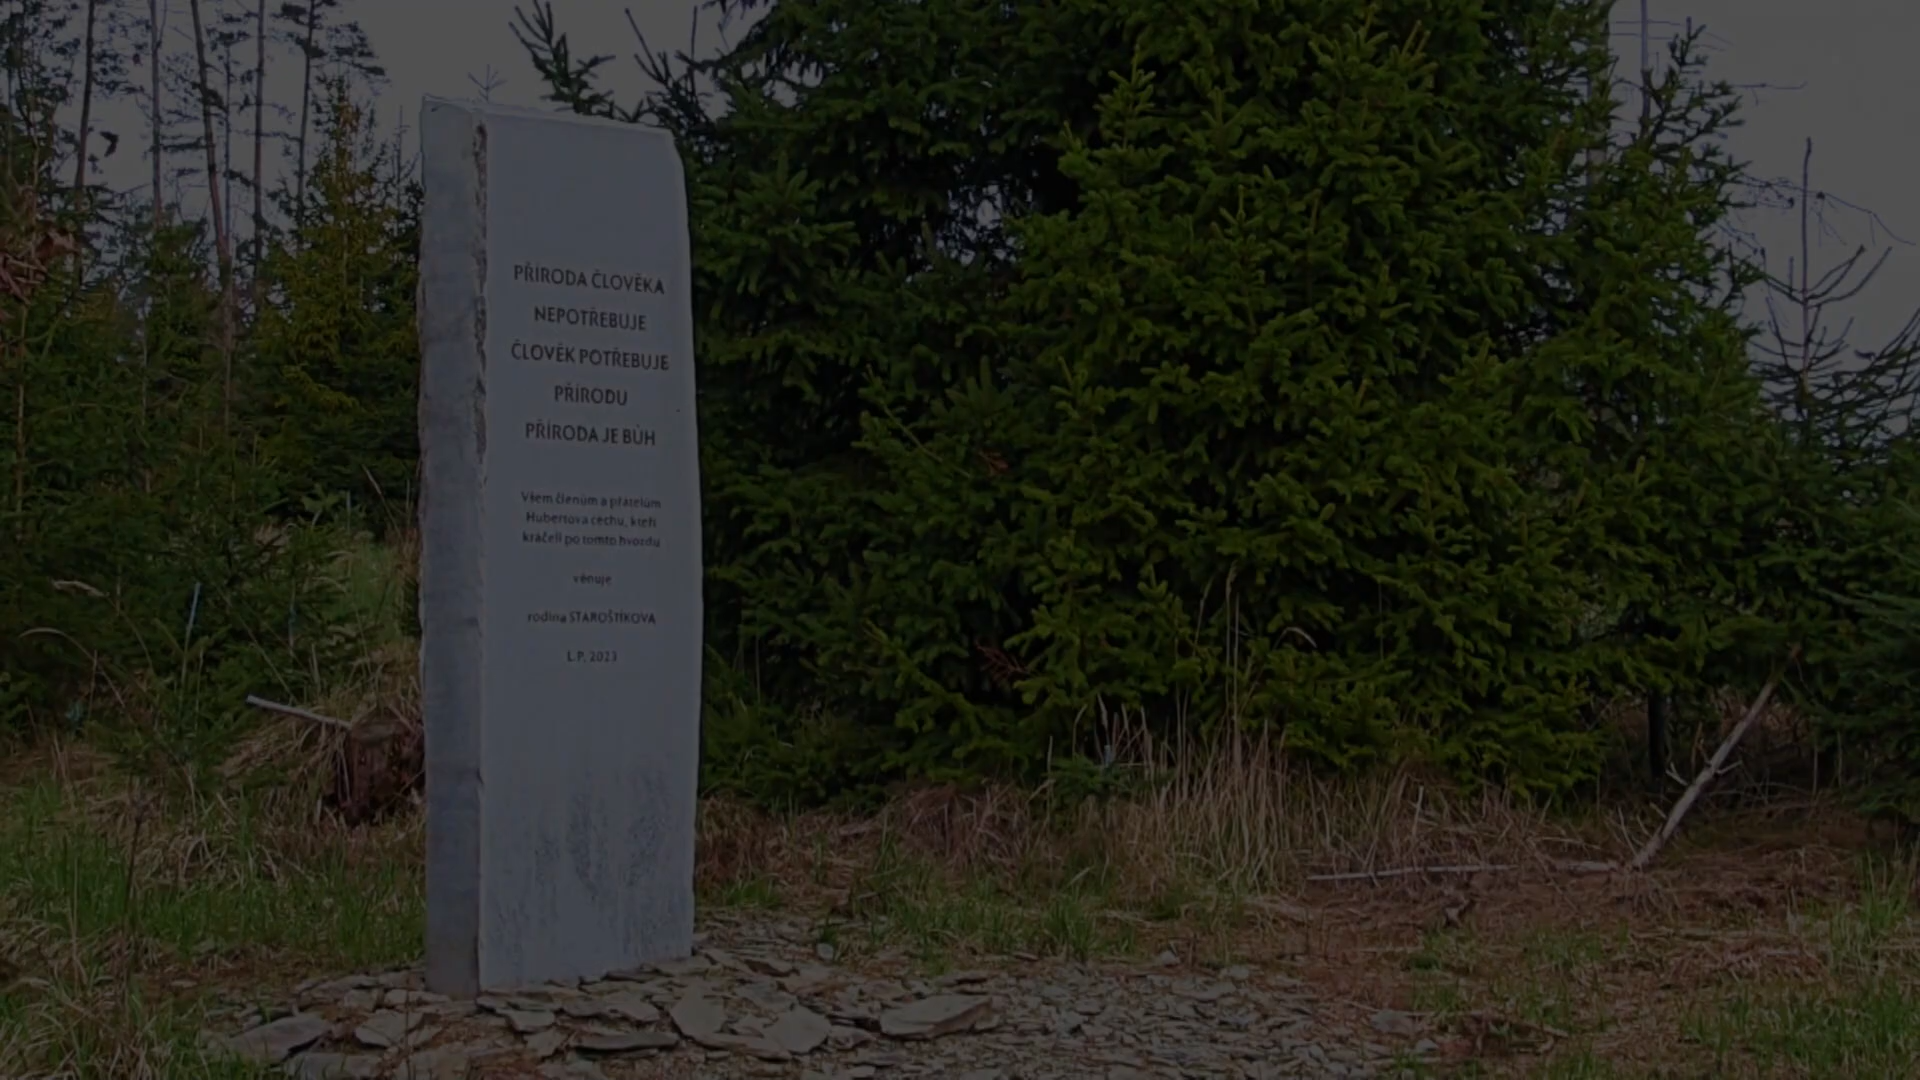 PŘÍRODA ČLOVĚKA
NEPOTŘEBUJE
ČLOVĚK POTŘEBUJE
PŘÍRODU
PŘÍRODA JE BŮH
Všem členům a přátelům
Hubertova cechu, kteří
kráčeli po tomto hvozdu
věnuje
rodina STAROŠTÍKOVA
L.P. 2023